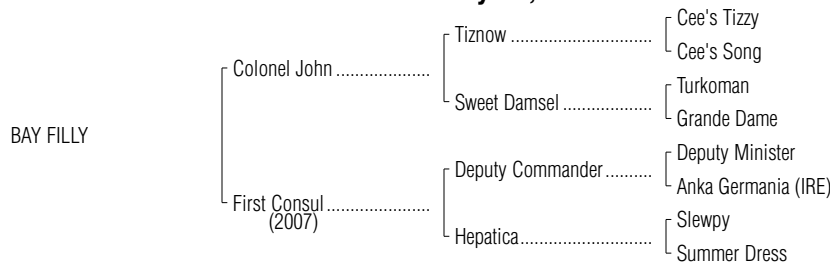 Cee's Tizzy
Tiznow ......................
Cee's Song
Colonel John ....................
Turkoman
Sweet Damsel ...................
Grande Dame
BAY FILLY
Deputy Minister
Deputy Commander ..........
Anka Germania (IRE)
First Consul ......................
(2007)
Slewpy
Hepatica............................
Summer Dress